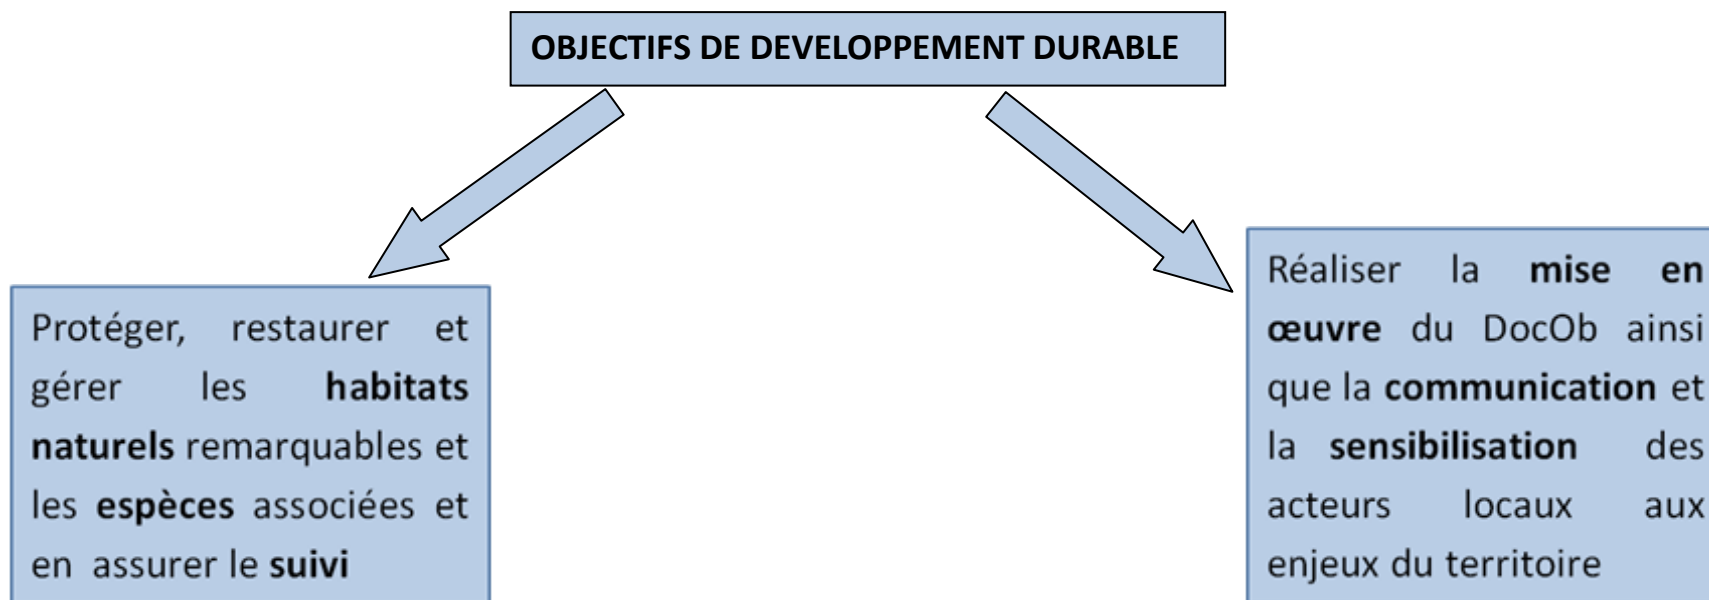 OBJECTIFS DE DEVELOPPEMENT DURABLE
Protéger, restaurer et
gérer les habitats
naturels remarquables et
les espèces associées et
en assurer le suivi
Réaliser la mise en
œuvre du DocOb ainsi
que la communication et
la sensibilisation des
acteurs locaux aux
enjeux du territoire